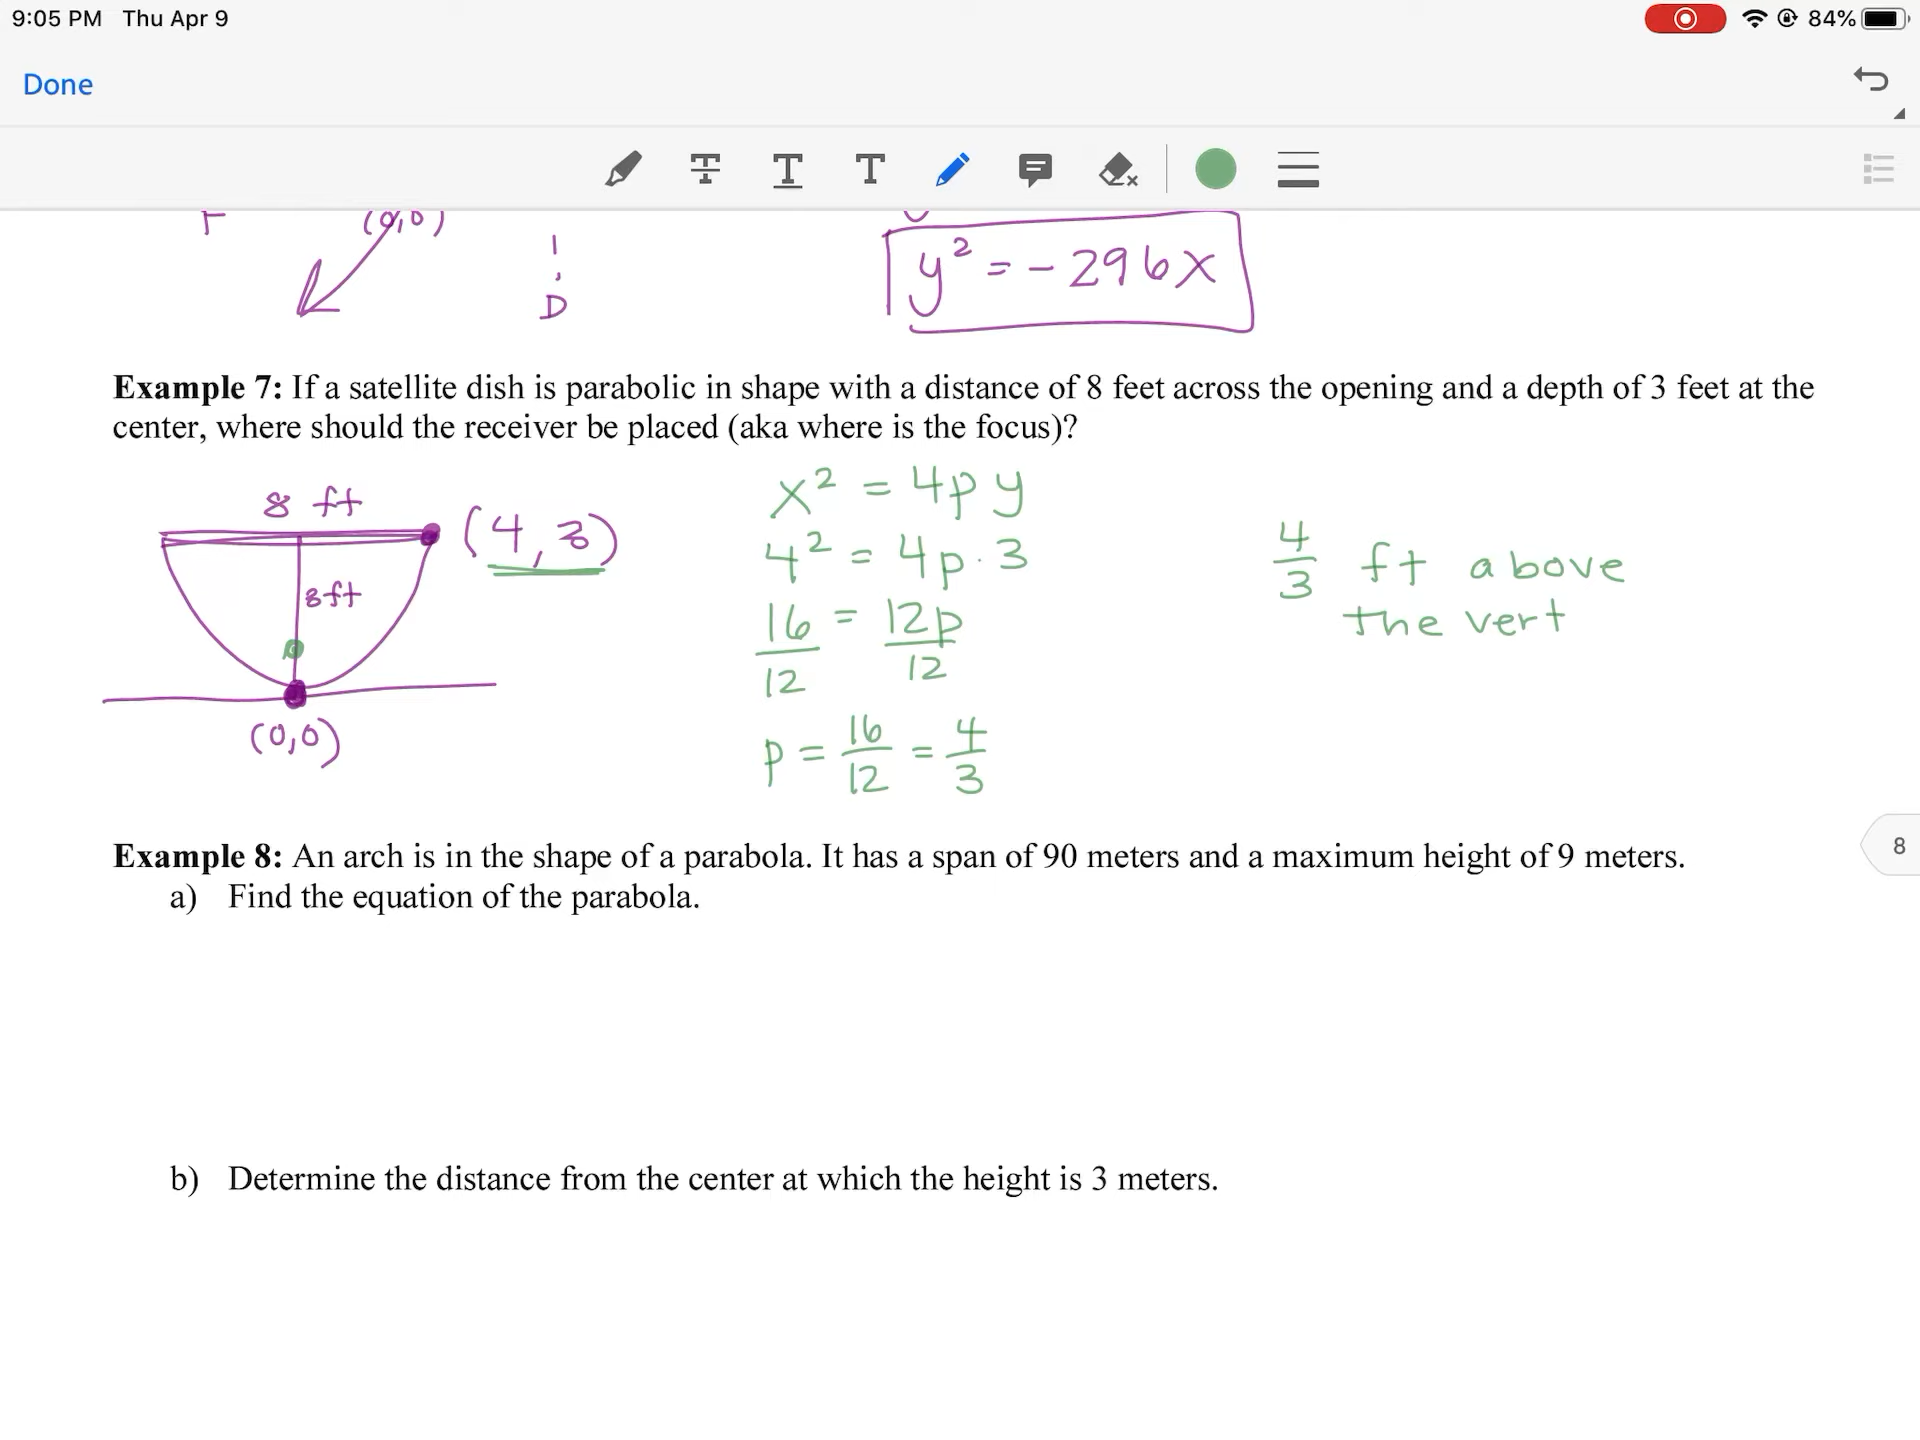 9:05 PM Thu Apr 9
84%
Done
F
(0,0)
D
y² = -296x
Example 7: If a satellite dish is parabolic in shape with a distance of 8 feet across the opening and a depth of 3 feet at the
center, where should the receiver be placed (aka where is the focus)?
8 ft
(4, 3)
3ft
(0,0)
x² = 4py
4² = 4p·3
16/12 = 12p/12
p = 16/12 = 4/3
4/3 ft above
the vert
Example 8: An arch is in the shape of a parabola. It has a span of 90 meters and a maximum height of 9 meters.
a) Find the equation of the parabola.
8
b) Determine the distance from the center at which the height is 3 meters.